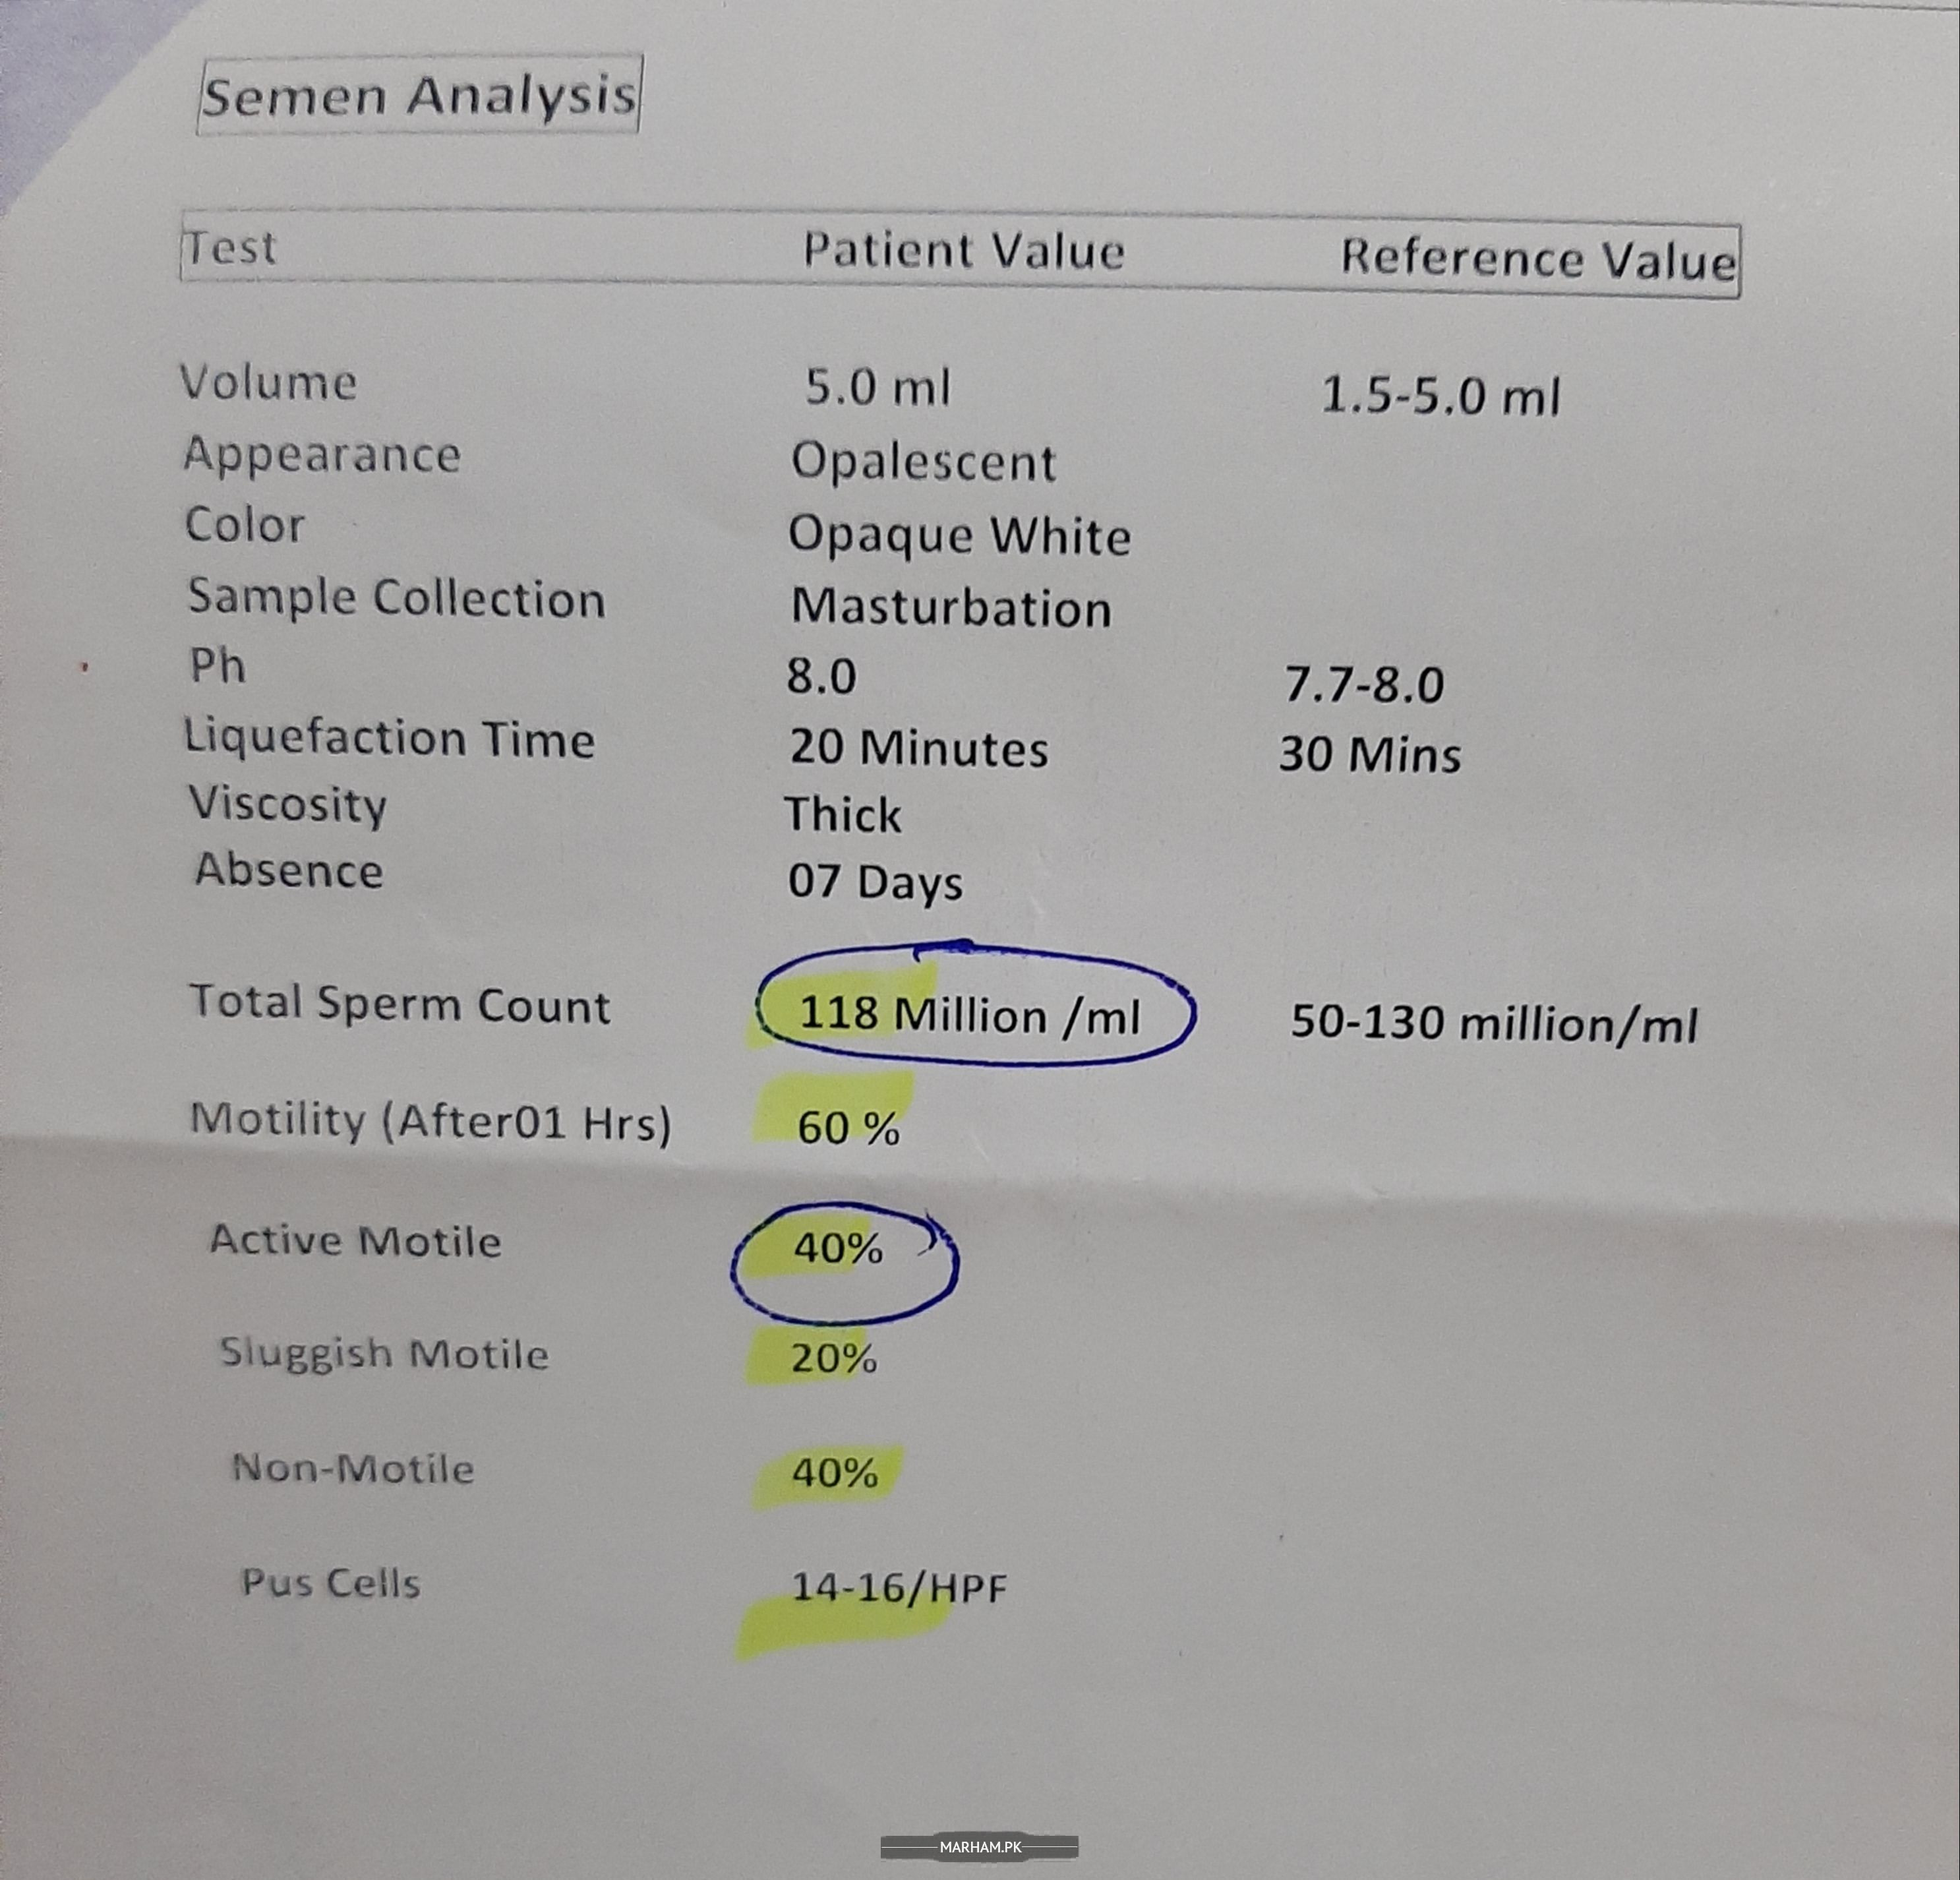 Semen Analysis
Test Patient Value Reference Value
Volume 5.0 ml 1.5-5.0 ml
Appearance Opalescent
Color Opaque White
Sample Collection Masturbation
Ph 8.0 7.7-8.0
Liquefaction Time 20 Minutes 30 Mins
Viscosity Thick
Absence 07 Days
Total Sperm Count 118 Million /ml 50-130 million/ml
Motility (After01 Hrs) 60 %
Active Motile 40%
Sluggish Motile 20%
Non-Motile 40%
Pus Cells 14-16/HPF
MARHAM.PK